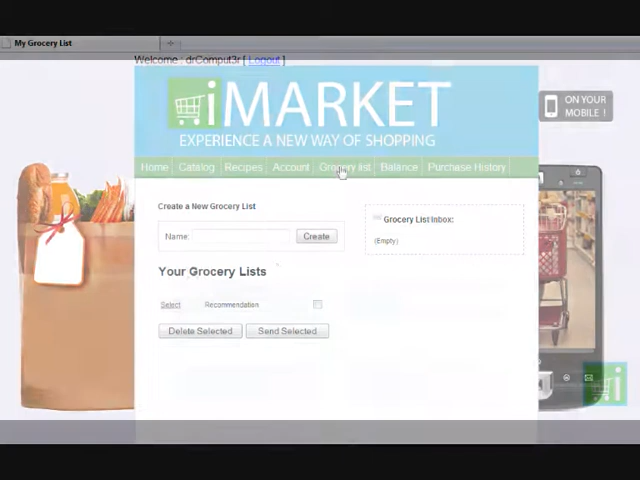 My Grocery List
Welcome : drComput3r [ Logout ]
iMARKET
EXPERIENCE A NEW WAY OF SHOPPING
ON YOUR
MOBILE !
Home Catalog Recipes Account Grocery list Balance Purchase History
Create a New Grocery List
Grocery List Inbox:
Name: Create
(Empty)
Your Grocery Lists
Select Recommendation
Delete Selected Send Selected
i